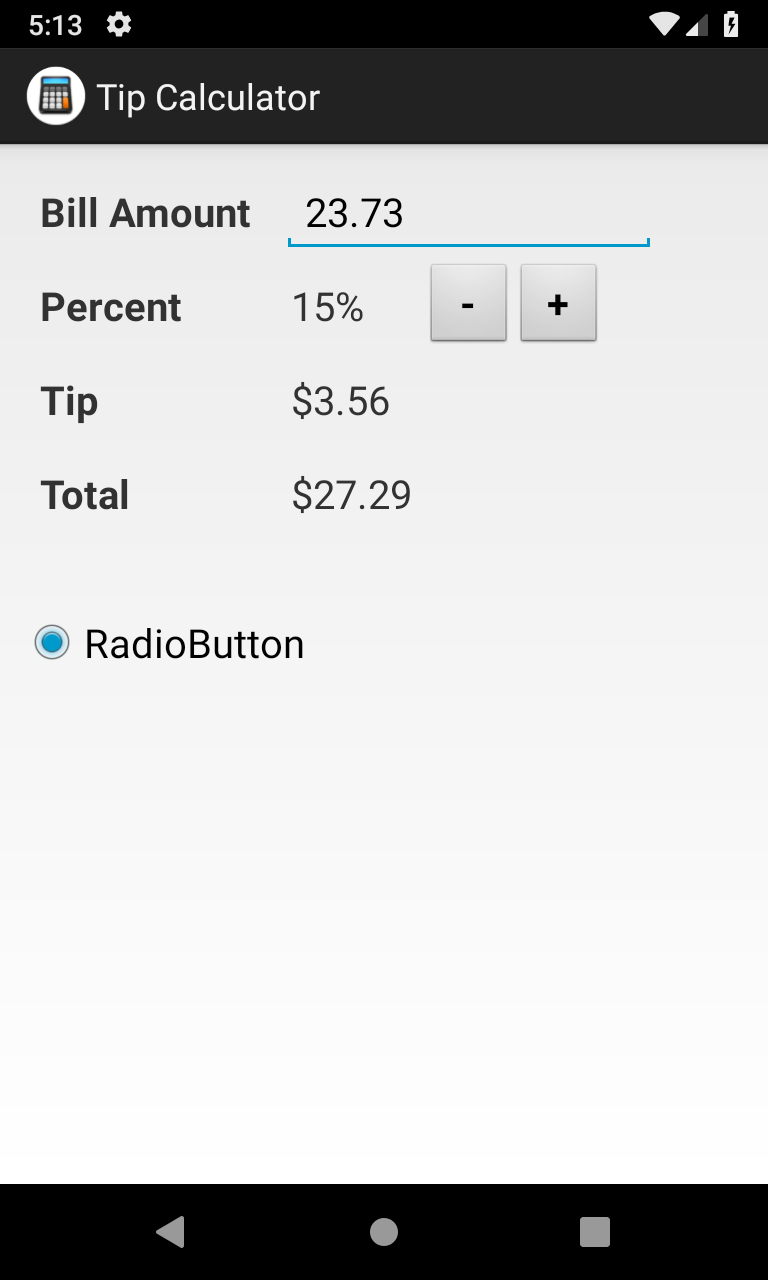 5:13
Tip Calculator
Bill Amount 23.73
Percent 15% - +
Tip $3.56
Total $27.29
RadioButton